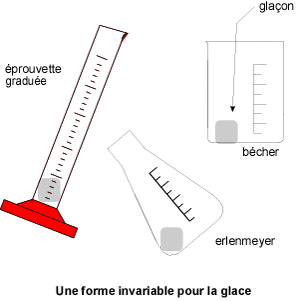 glaçon
éprouvette
graduée
bécher
erlenmeyer
Une forme invariable pour la glace